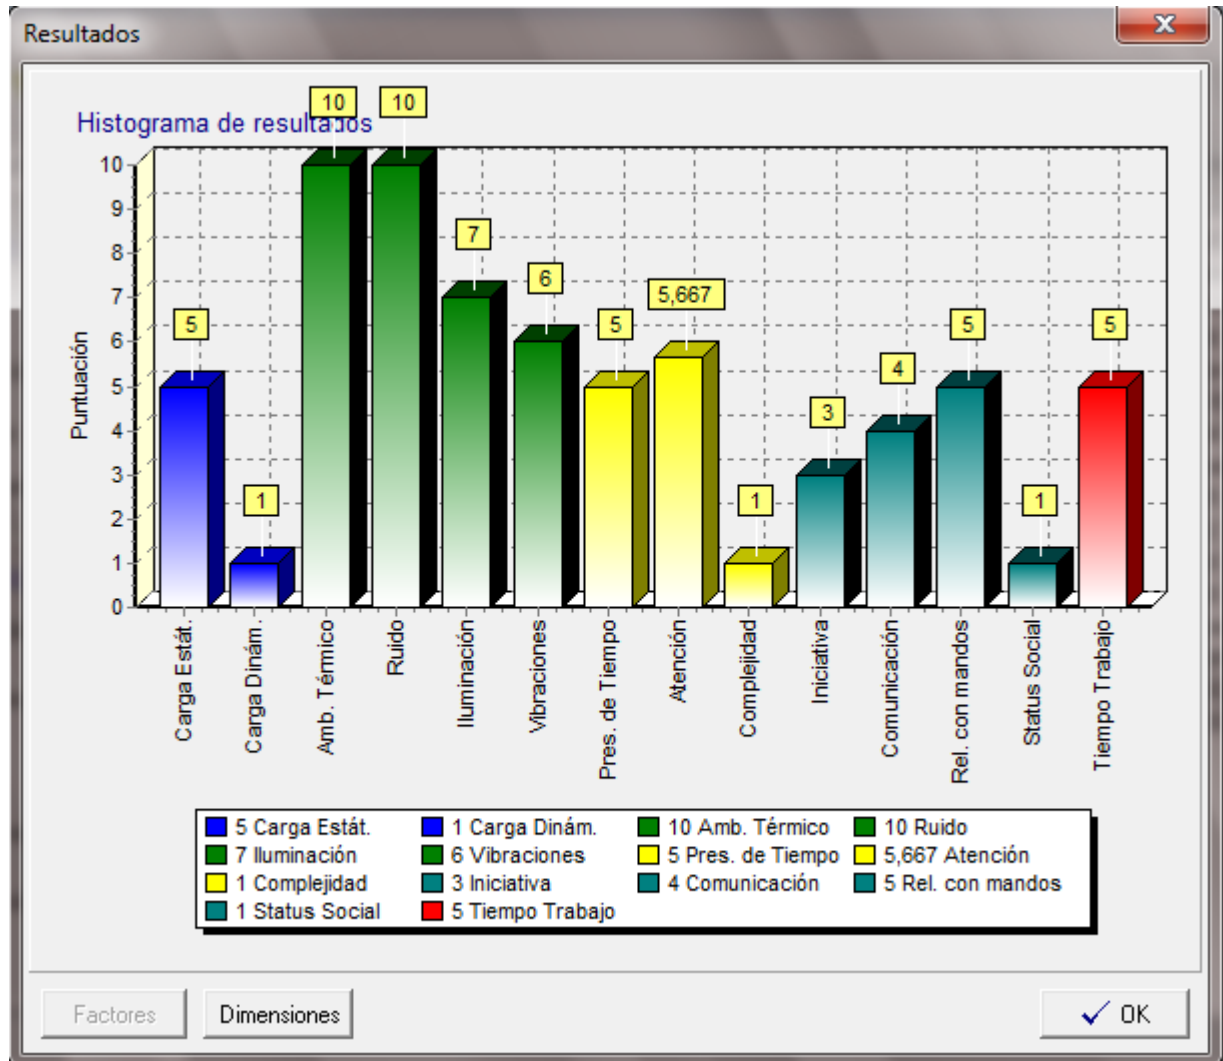 Resultados
Histograma de resultados
10 10 7 6 5 5 5,667 5 5 4 3 1 1 1
Puntuación
10
9
8
7
6
5
4
3
2
1
0
Carga Estát.
Carga Dinám.
Amb. Térmico
Ruido
Iluminación
Vibraciones
Pres. de Tiempo
Atención
Complejidad
Iniciativa
Comunicación
Rel. con mandos
Status Social
Tiempo Trabajo
5 Carga Estát. 1 Carga Dinám. 10 Amb. Térmico 10 Ruido
7 Iluminación 6 Vibraciones 5 Pres. de Tiempo 5,667 Atención
1 Complejidad 3 Iniciativa 4 Comunicación 5 Rel. con mandos
1 Status Social 5 Tiempo Trabajo
Factores Dimensiones OK